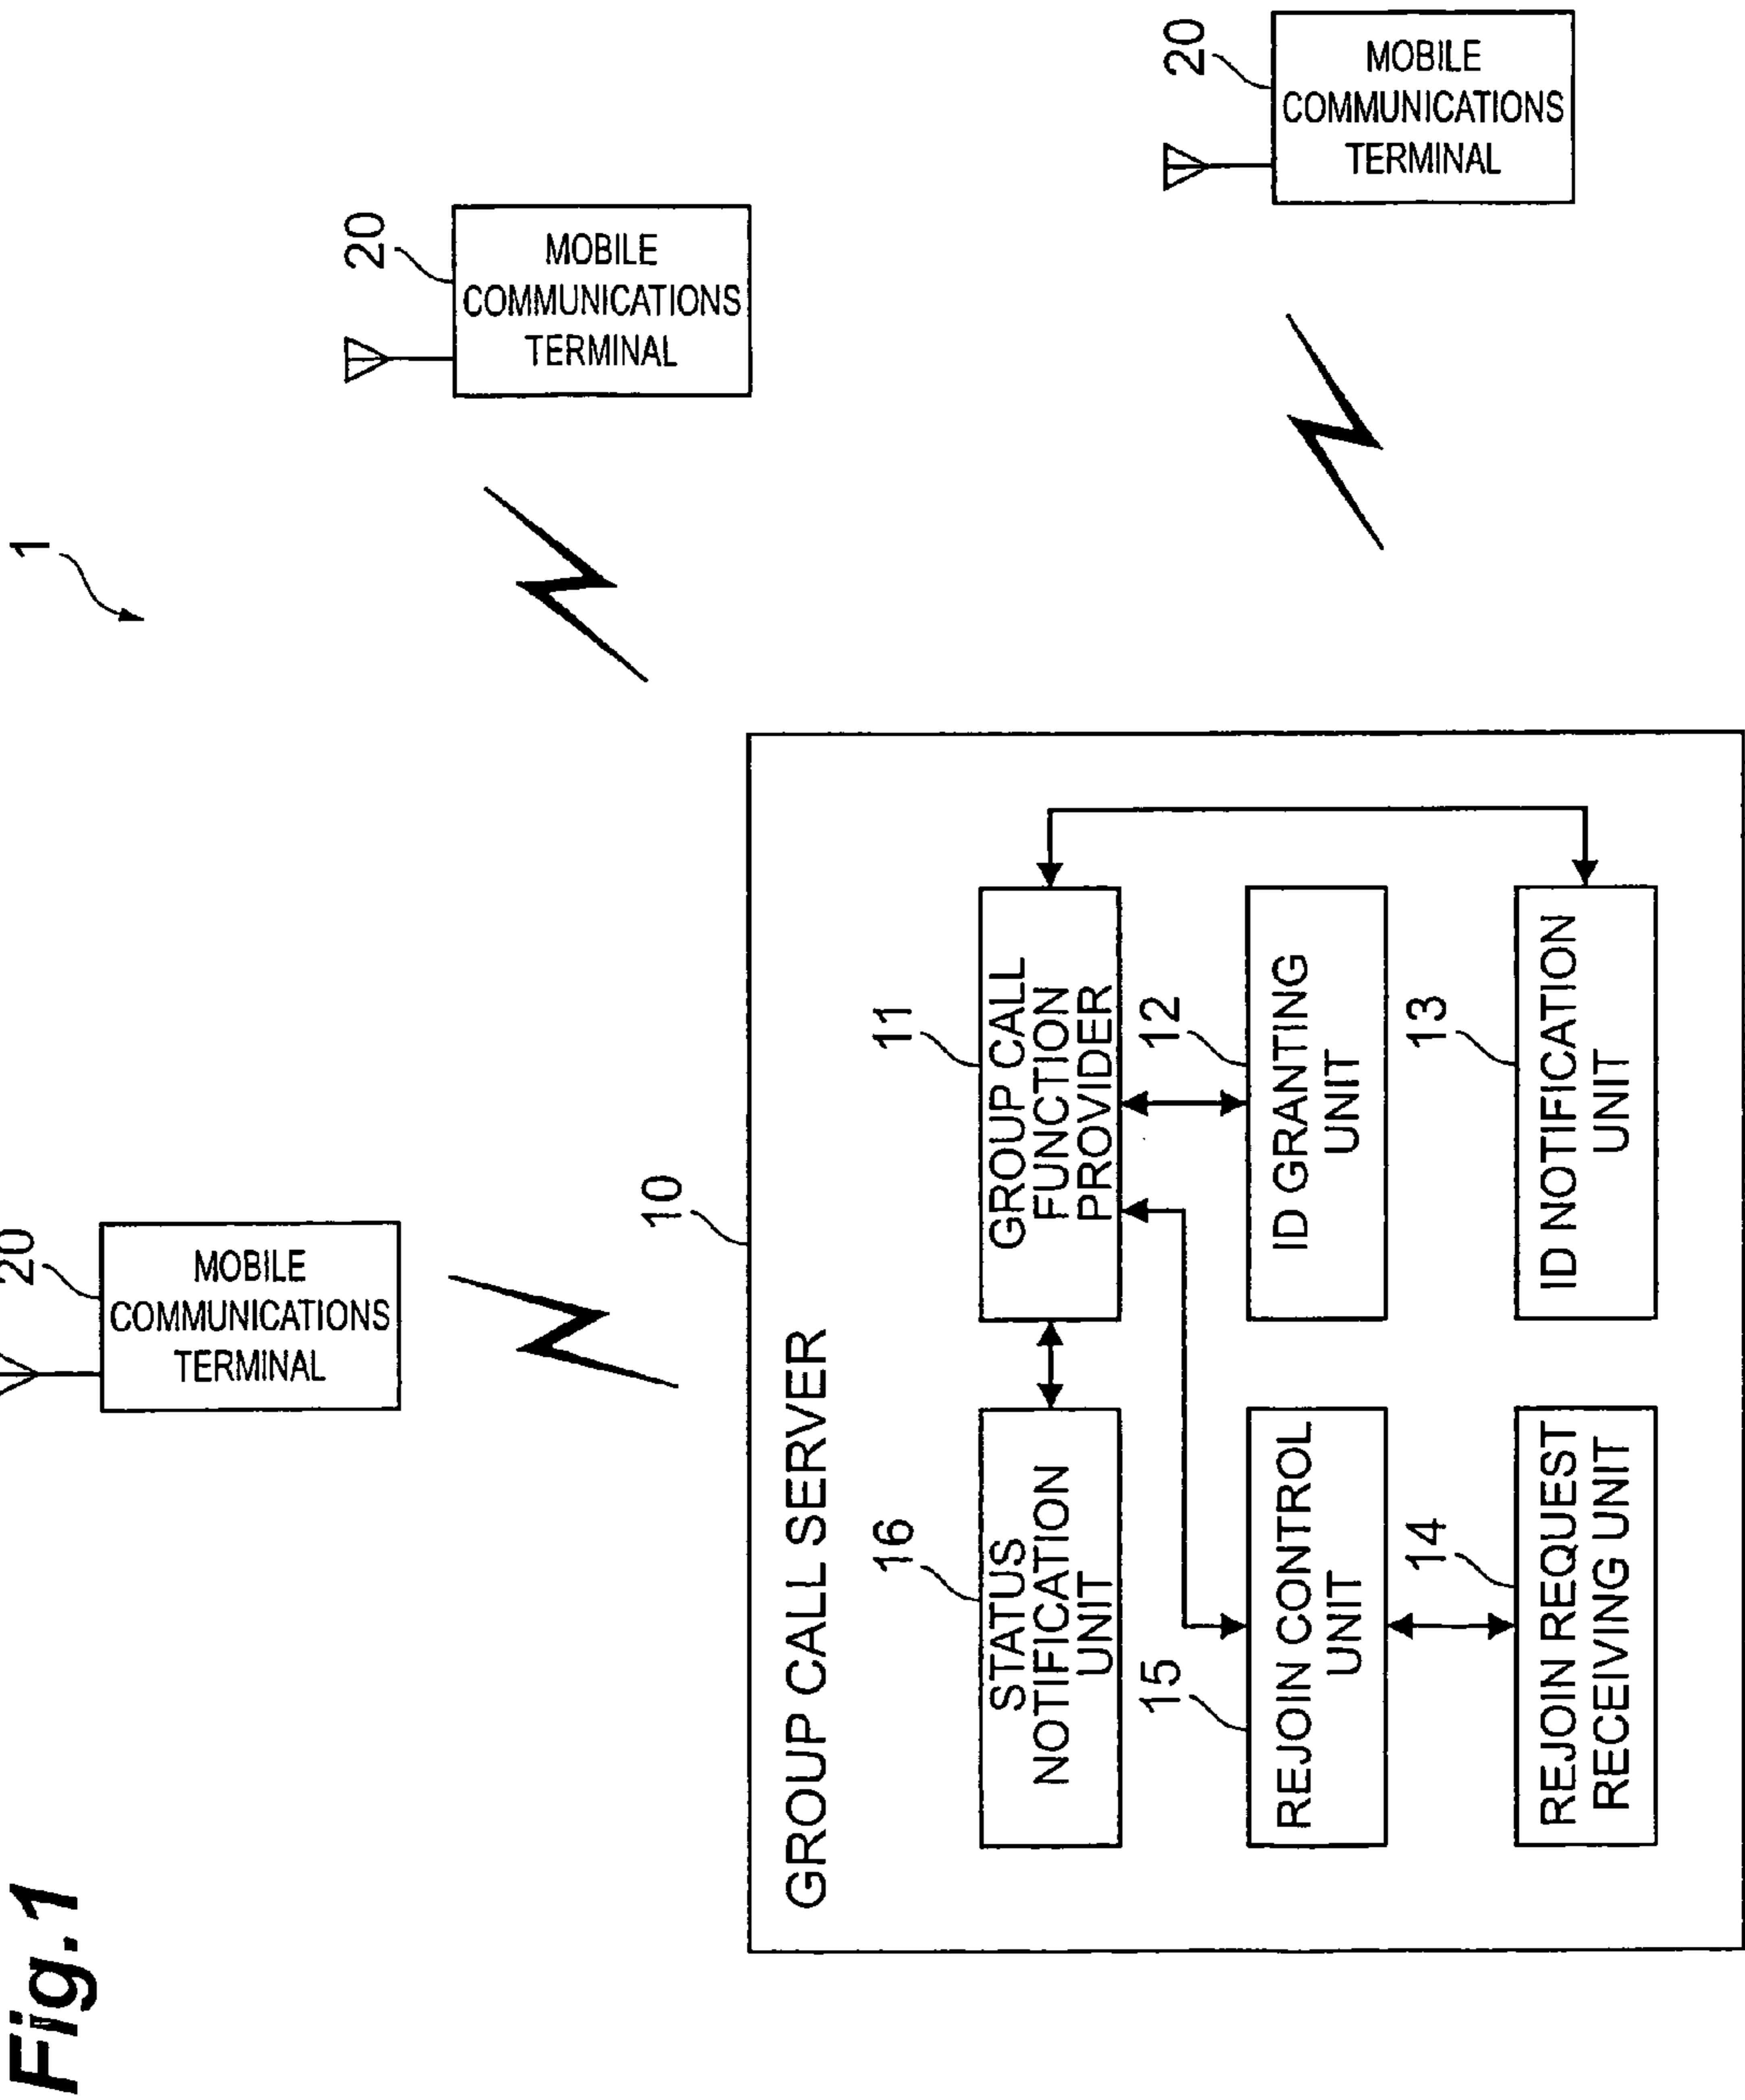 Fig.1
1
20
MOBILE
COMMUNICATIONS
TERMINAL
20
MOBILE
COMMUNICATIONS
TERMINAL
20
MOBILE
COMMUNICATIONS
TERMINAL
10
GROUP CALL SERVER
16
STATUS
NOTIFICATION
UNIT
11
GROUP CALL
FUNCTION
PROVIDER
15
REJOIN CONTROL
UNIT
12
ID GRANTING
UNIT
14
REJOIN REQUEST
RECEIVING UNIT
13
ID NOTIFICATION
UNIT